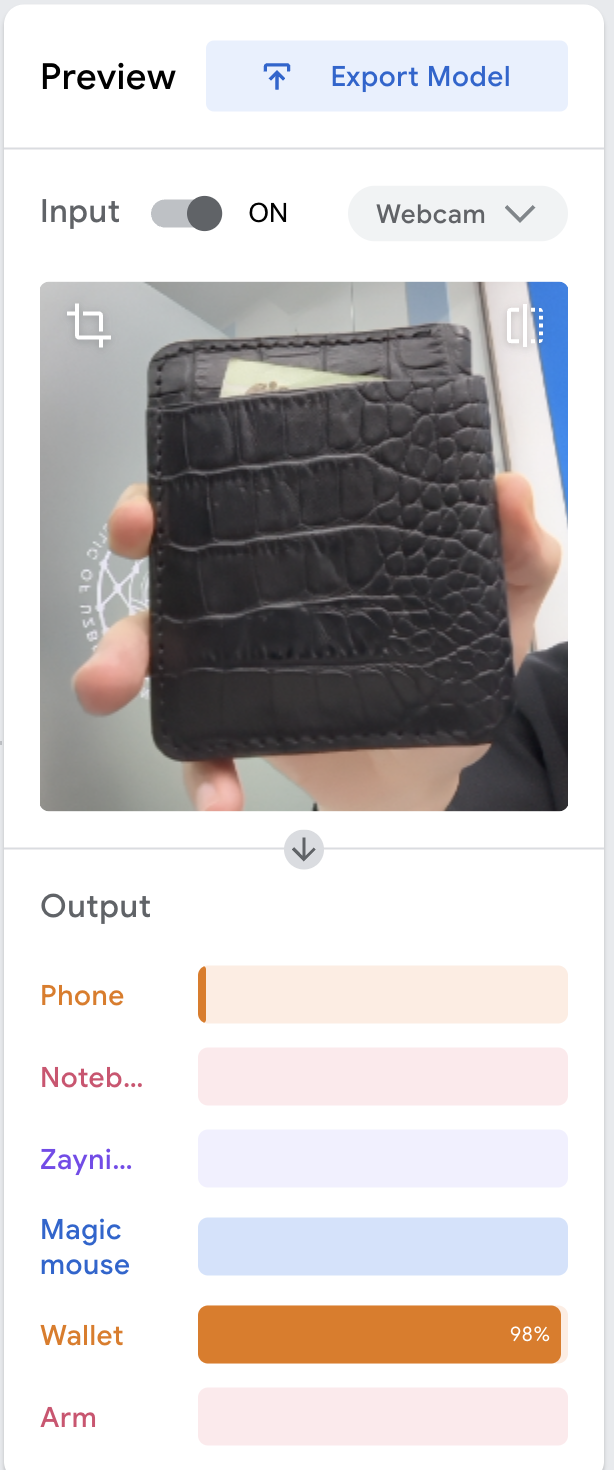 Preview
Export Model
Input
ON
Webcam
Output
Phone
Noteb...
Zayni...
Magic
mouse
Wallet
98%
Arm